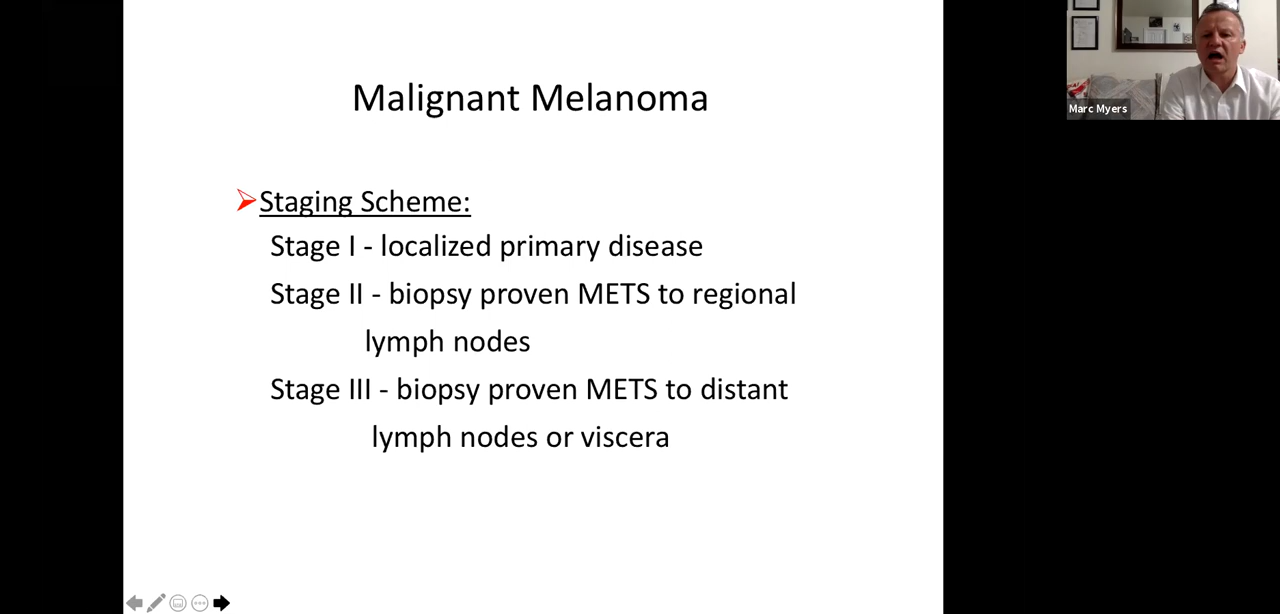 Malignant Melanoma
Staging Scheme:
Stage I - localized primary disease
Stage II - biopsy proven METS to regional
lymph nodes
Stage III - biopsy proven METS to distant
lymph nodes or viscera
Marc Myers